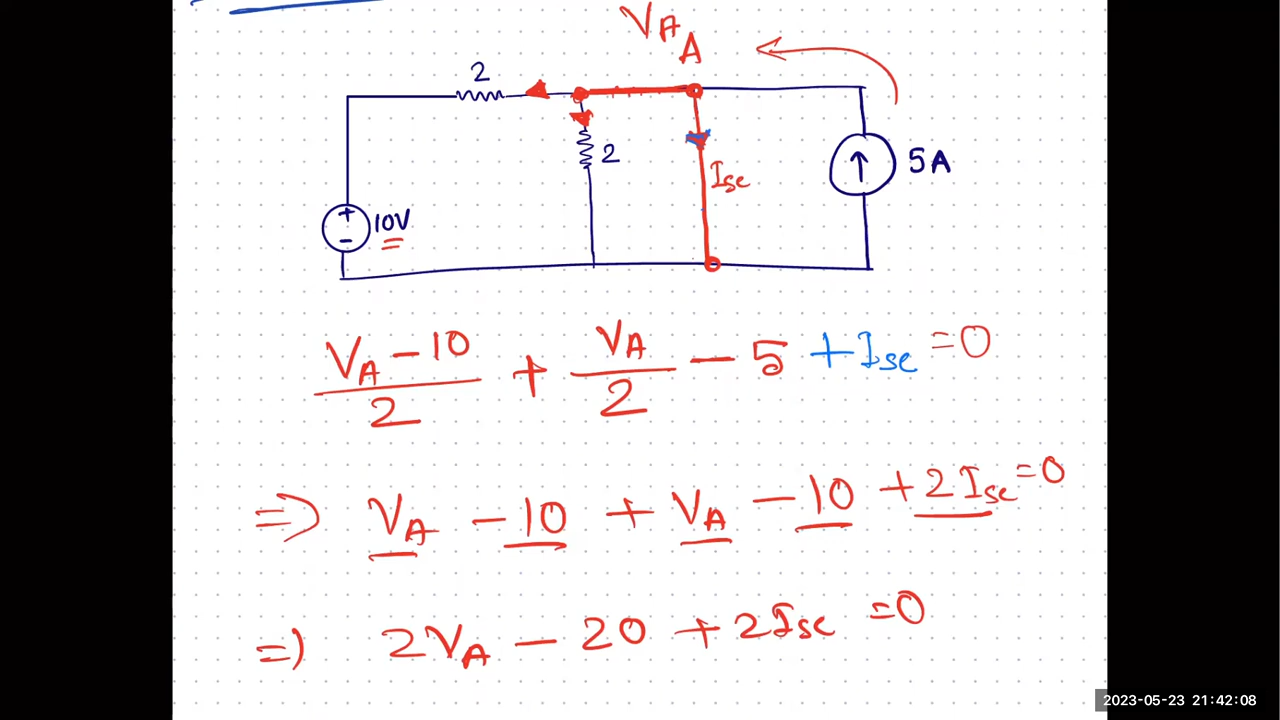 V_A
A
2
2
I_sc
5A
+
10V
-
(V_A - 10)/2 + V_A/2 - 5 + I_sc = 0
=> V_A - 10 + V_A - 10 + 2I_sc = 0
=> 2V_A - 20 + 2I_sc = 0
2023-05-23 21:42:08